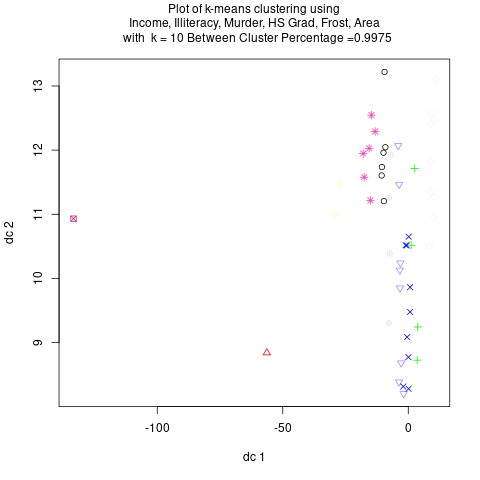 Plot of k-means clustering using
Income, Illiteracy, Murder, HS Grad, Frost, Area
with  k = 10 Between Cluster Percentage =0.9975
13
12
11
10
9
dc 2
-100
-50
0
dc 1